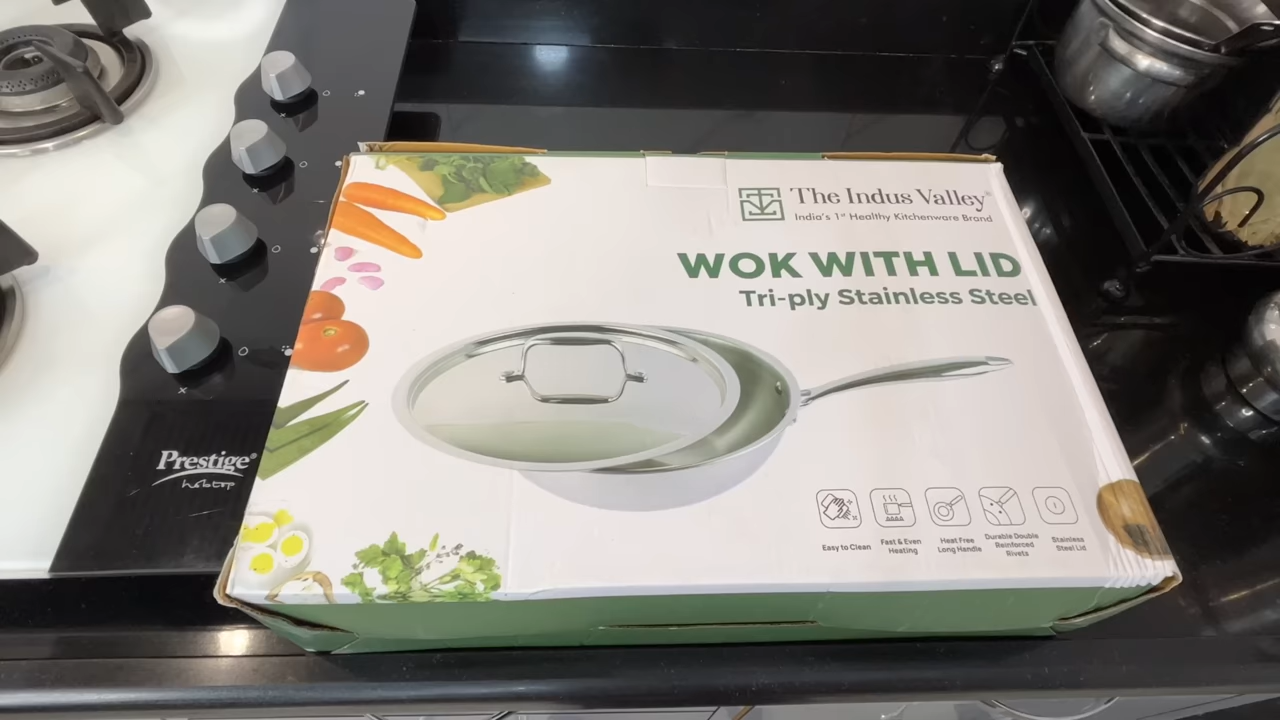 The Indus Valley®
India's 1st Healthy Kitchenware Brand
WOK WITH LID
Tri-ply Stainless Steel
Prestige®
hobtop
Easy to Clean
Fast & Even
Heating
Heat Free
Long Handle
Durable Double
Reinforced
Rivets
Stainless
Steel Lid